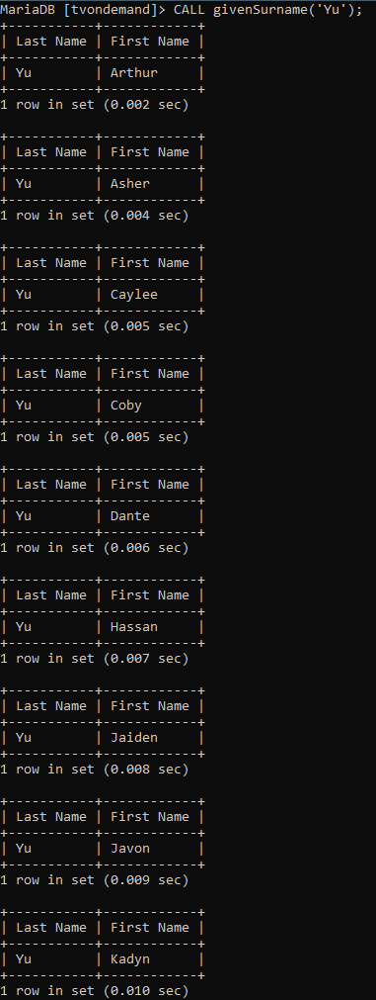 MariaDB [tvondemand]> CALL givenSurname('Yu');
+-----------+------------+
| Last Name | First Name |
+-----------+------------+
| Yu        | Arthur     |
+-----------+------------+
1 row in set (0.002 sec)

+-----------+------------+
| Last Name | First Name |
+-----------+------------+
| Yu        | Asher      |
+-----------+------------+
1 row in set (0.004 sec)

+-----------+------------+
| Last Name | First Name |
+-----------+------------+
| Yu        | Caylee     |
+-----------+------------+
1 row in set (0.005 sec)

+-----------+------------+
| Last Name | First Name |
+-----------+------------+
| Yu        | Coby       |
+-----------+------------+
1 row in set (0.005 sec)

+-----------+------------+
| Last Name | First Name |
+-----------+------------+
| Yu        | Dante      |
+-----------+------------+
1 row in set (0.006 sec)

+-----------+------------+
| Last Name | First Name |
+-----------+------------+
| Yu        | Hassan     |
+-----------+------------+
1 row in set (0.007 sec)

+-----------+------------+
| Last Name | First Name |
+-----------+------------+
| Yu        | Jaiden     |
+-----------+------------+
1 row in set (0.008 sec)

+-----------+------------+
| Last Name | First Name |
+-----------+------------+
| Yu        | Javon      |
+-----------+------------+
1 row in set (0.009 sec)

+-----------+------------+
| Last Name | First Name |
+-----------+------------+
| Yu        | Kadyn      |
+-----------+------------+
1 row in set (0.010 sec)